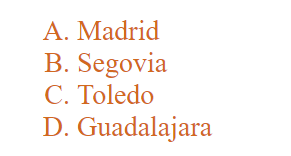 A. Madrid
B. Segovia
C. Toledo
D. Guadalajara